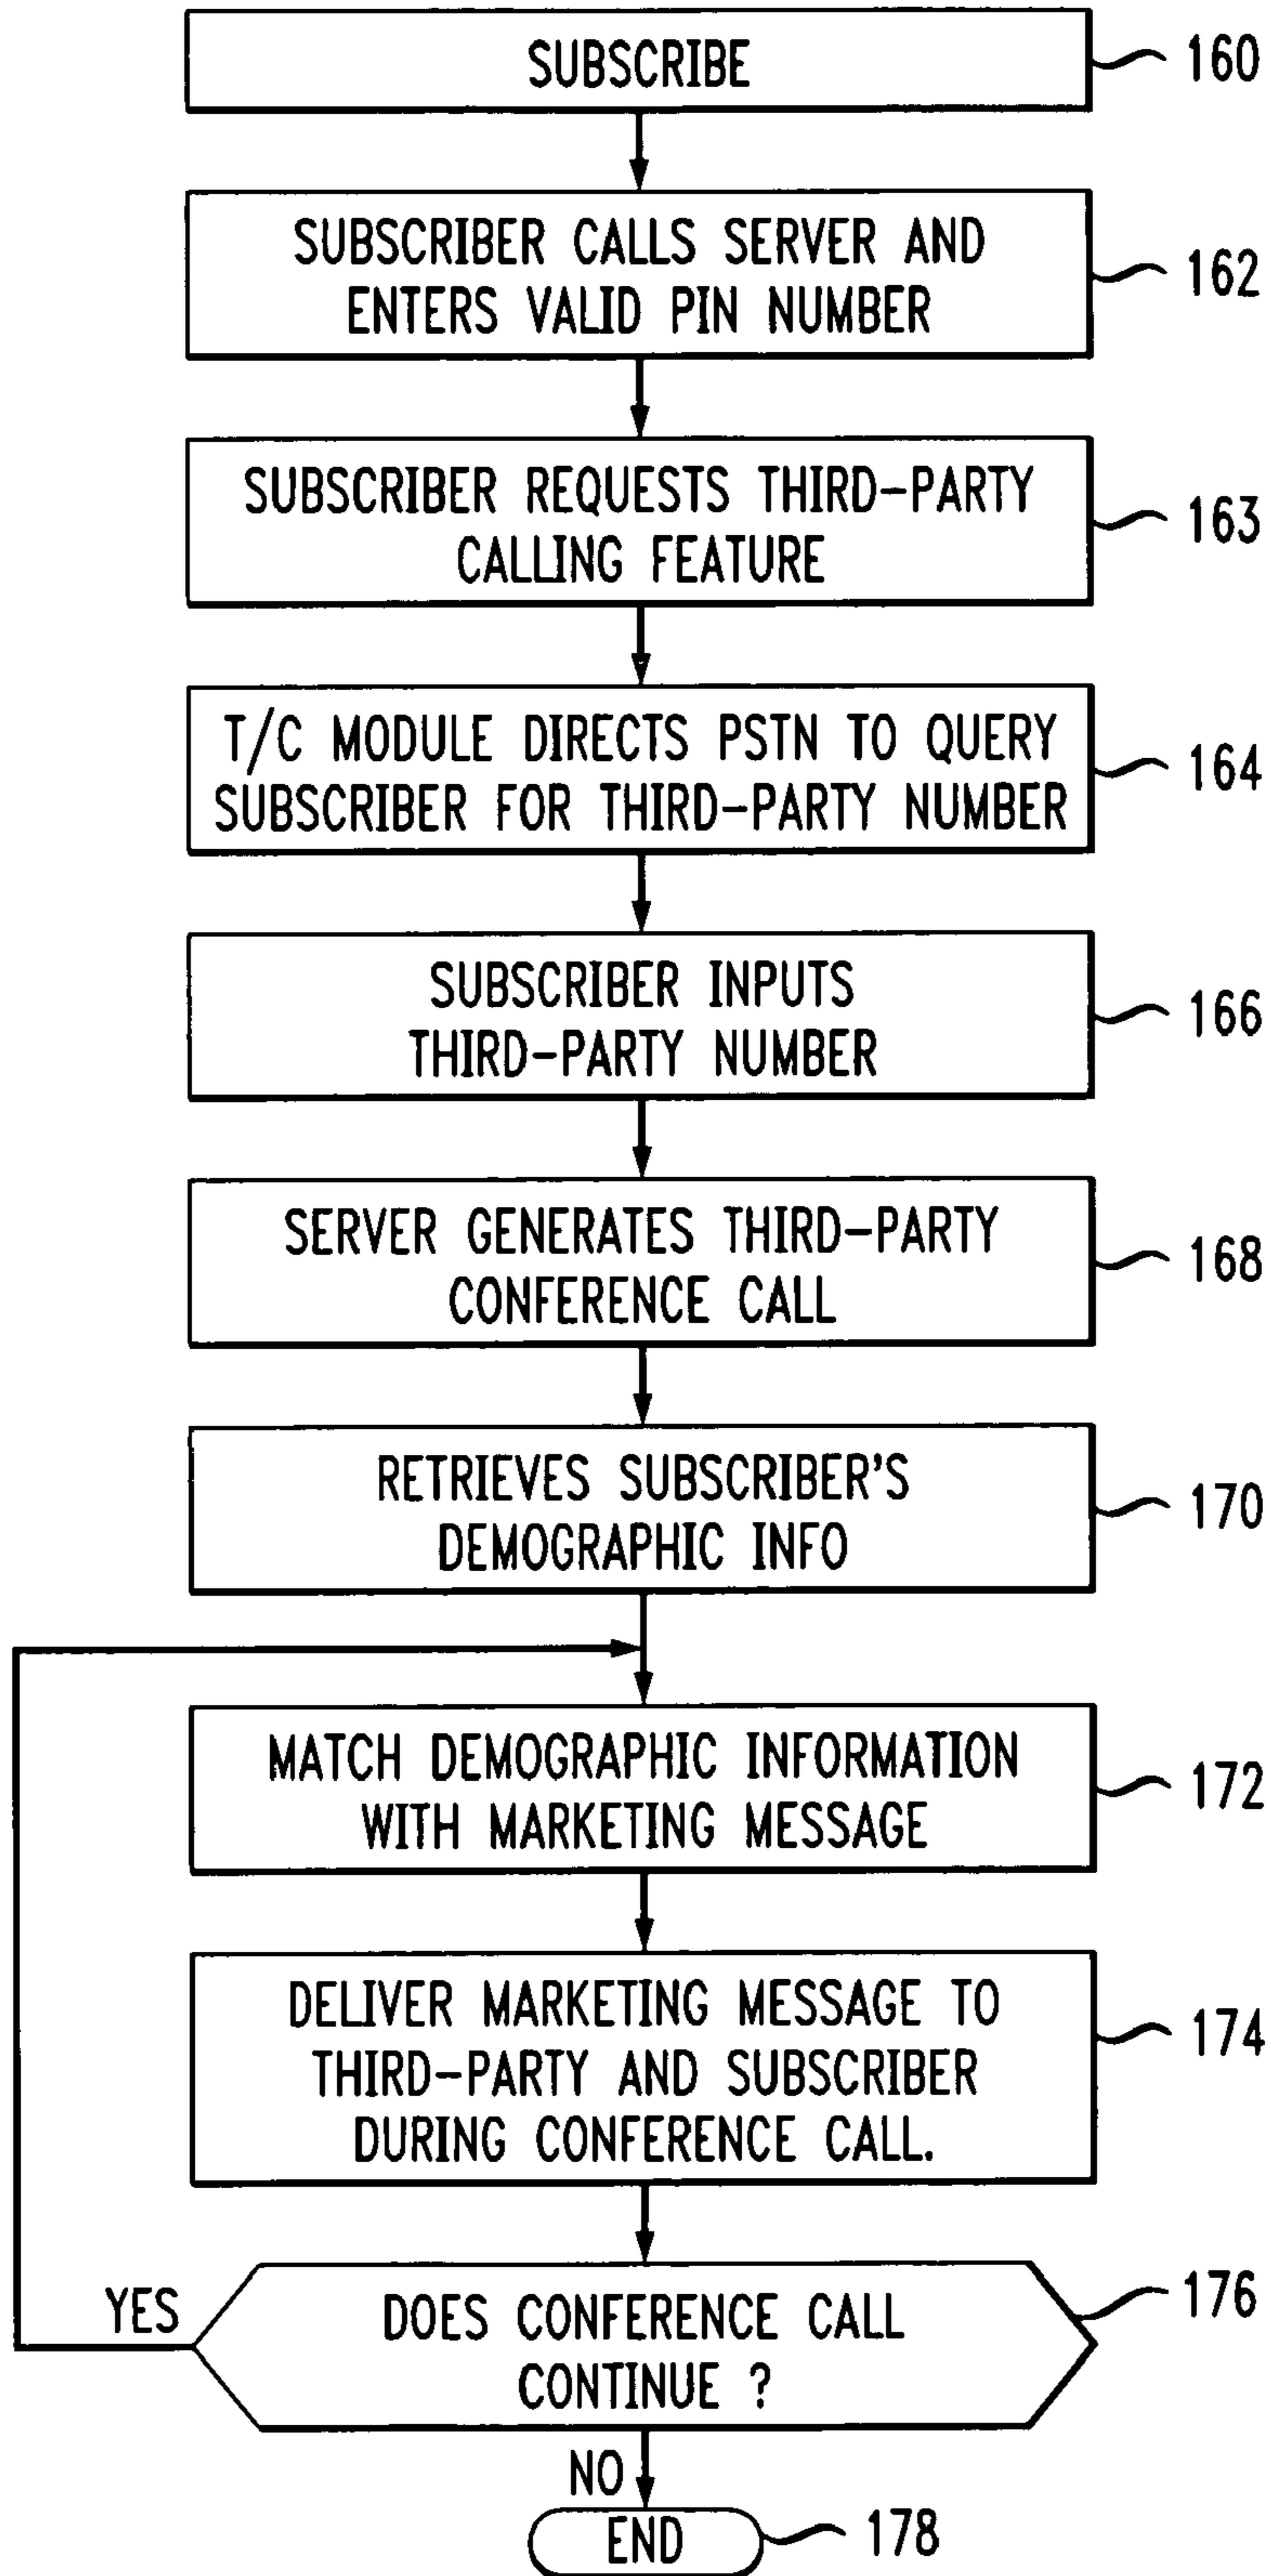 SUBSCRIBE
160
SUBSCRIBER CALLS SERVER AND
ENTERS VALID PIN NUMBER
162
SUBSCRIBER REQUESTS THIRD-PARTY
CALLING FEATURE
163
T/C MODULE DIRECTS PSTN TO QUERY
SUBSCRIBER FOR THIRD-PARTY NUMBER
164
SUBSCRIBER INPUTS
THIRD-PARTY NUMBER
166
SERVER GENERATES THIRD-PARTY
CONFERENCE CALL
168
RETRIEVES SUBSCRIBER'S
DEMOGRAPHIC INFO
170
MATCH DEMOGRAPHIC INFORMATION
WITH MARKETING MESSAGE
172
DELIVER MARKETING MESSAGE TO
THIRD-PARTY AND SUBSCRIBER
DURING CONFERENCE CALL.
174
YES
DOES CONFERENCE CALL
CONTINUE ?
176
NO
END
178